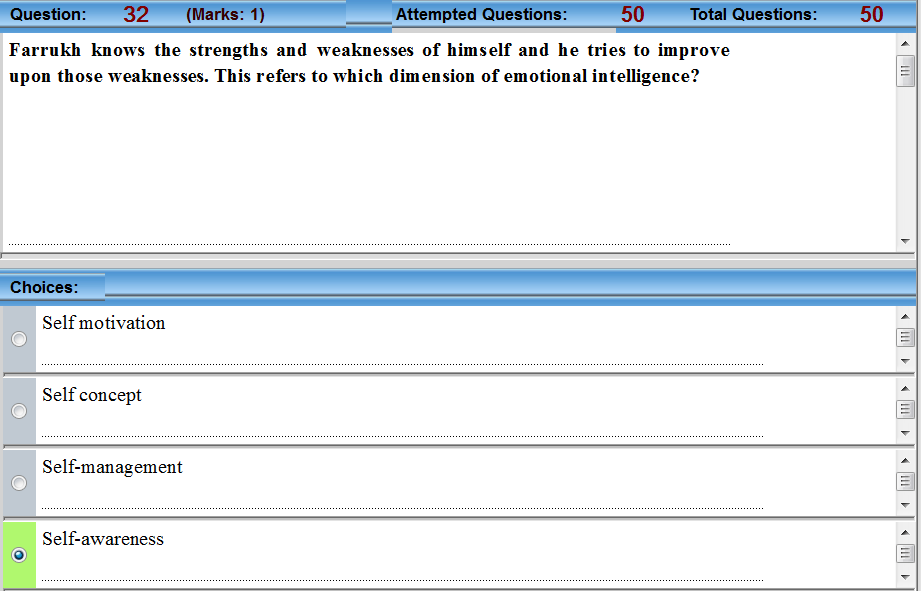 Question: 32 (Marks: 1) Attempted Questions: 50 Total Questions: 50
Farrukh knows the strengths and weaknesses of himself and he tries to improve
upon those weaknesses. This refers to which dimension of emotional intelligence?
Choices:
Self motivation
Self concept
Self-management
Self-awareness